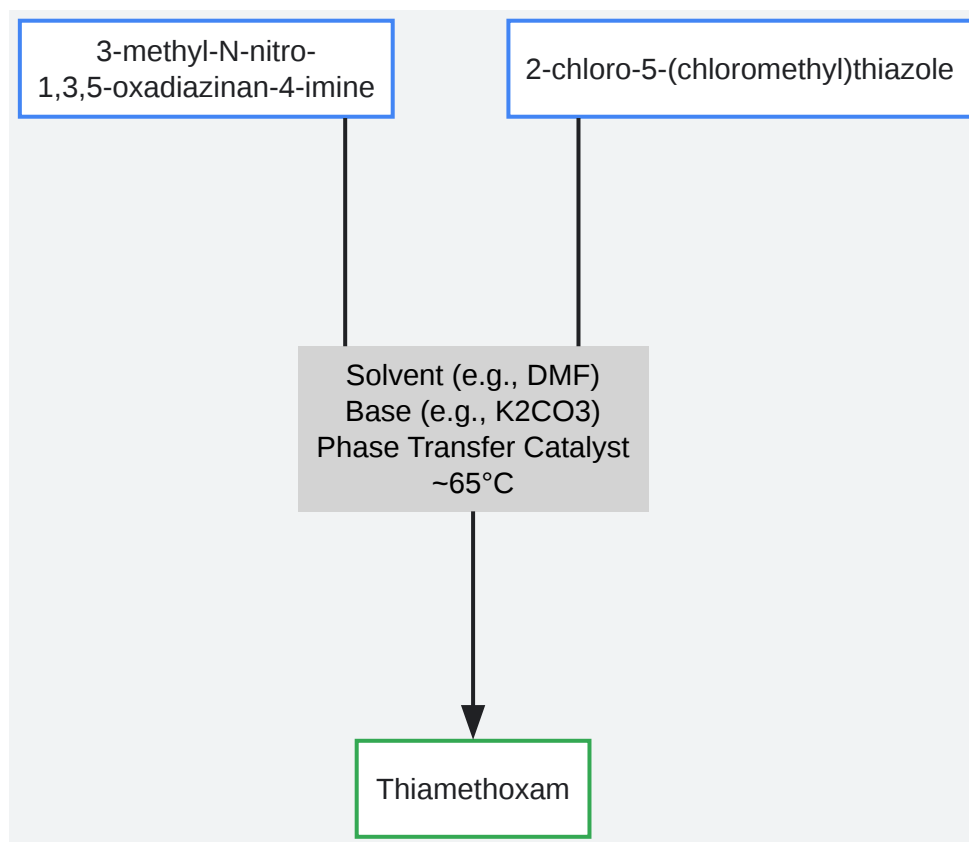 3-methyl-N-nitro-
1,3,5-oxadiazinan-4-imine
2-chloro-5-(chloromethyl)thiazole
Solvent (e.g., DMF)
Base (e.g., K2CO3)
Phase Transfer Catalyst
~65°C
Thiamethoxam